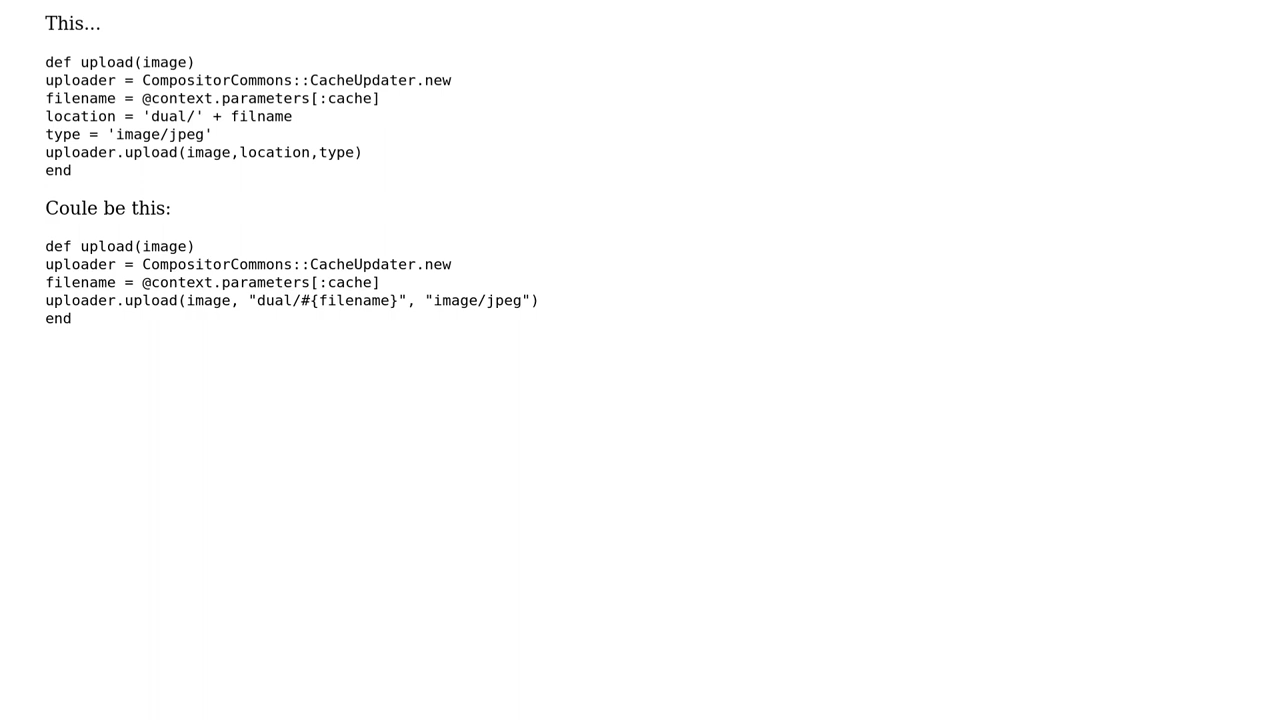 This...
def upload(image)
uploader = CompositorCommons::CacheUpdater.new
filename = @context.parameters[:cache]
location = 'dual/' + filname
type = 'image/jpeg'
uploader.upload(image,location,type)
end
Coule be this:
def upload(image)
uploader = CompositorCommons::CacheUpdater.new
filename = @context.parameters[:cache]
uploader.upload(image, "dual/#{filename}", "image/jpeg")
end